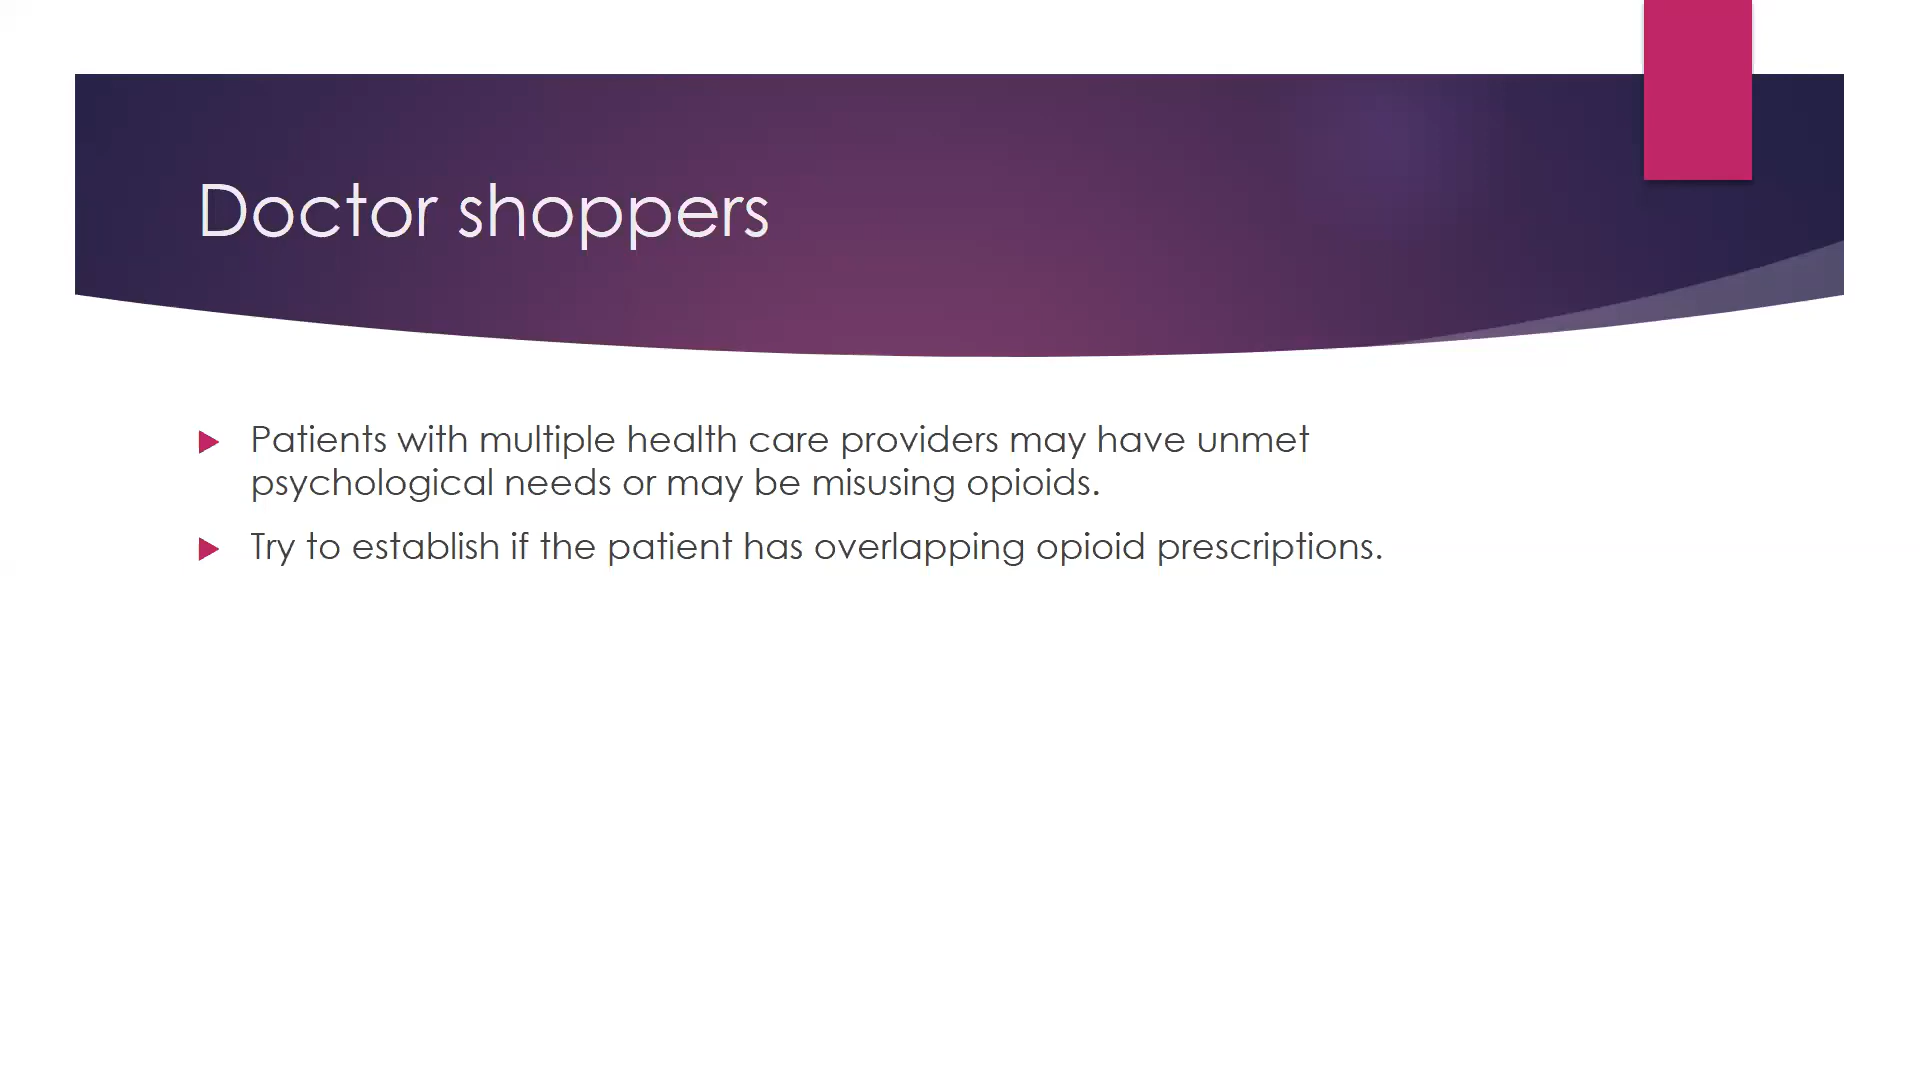 Doctor shoppers
Patients with multiple health care providers may have unmet
psychological needs or may be misusing opioids.
Try to establish if the patient has overlapping opioid prescriptions.